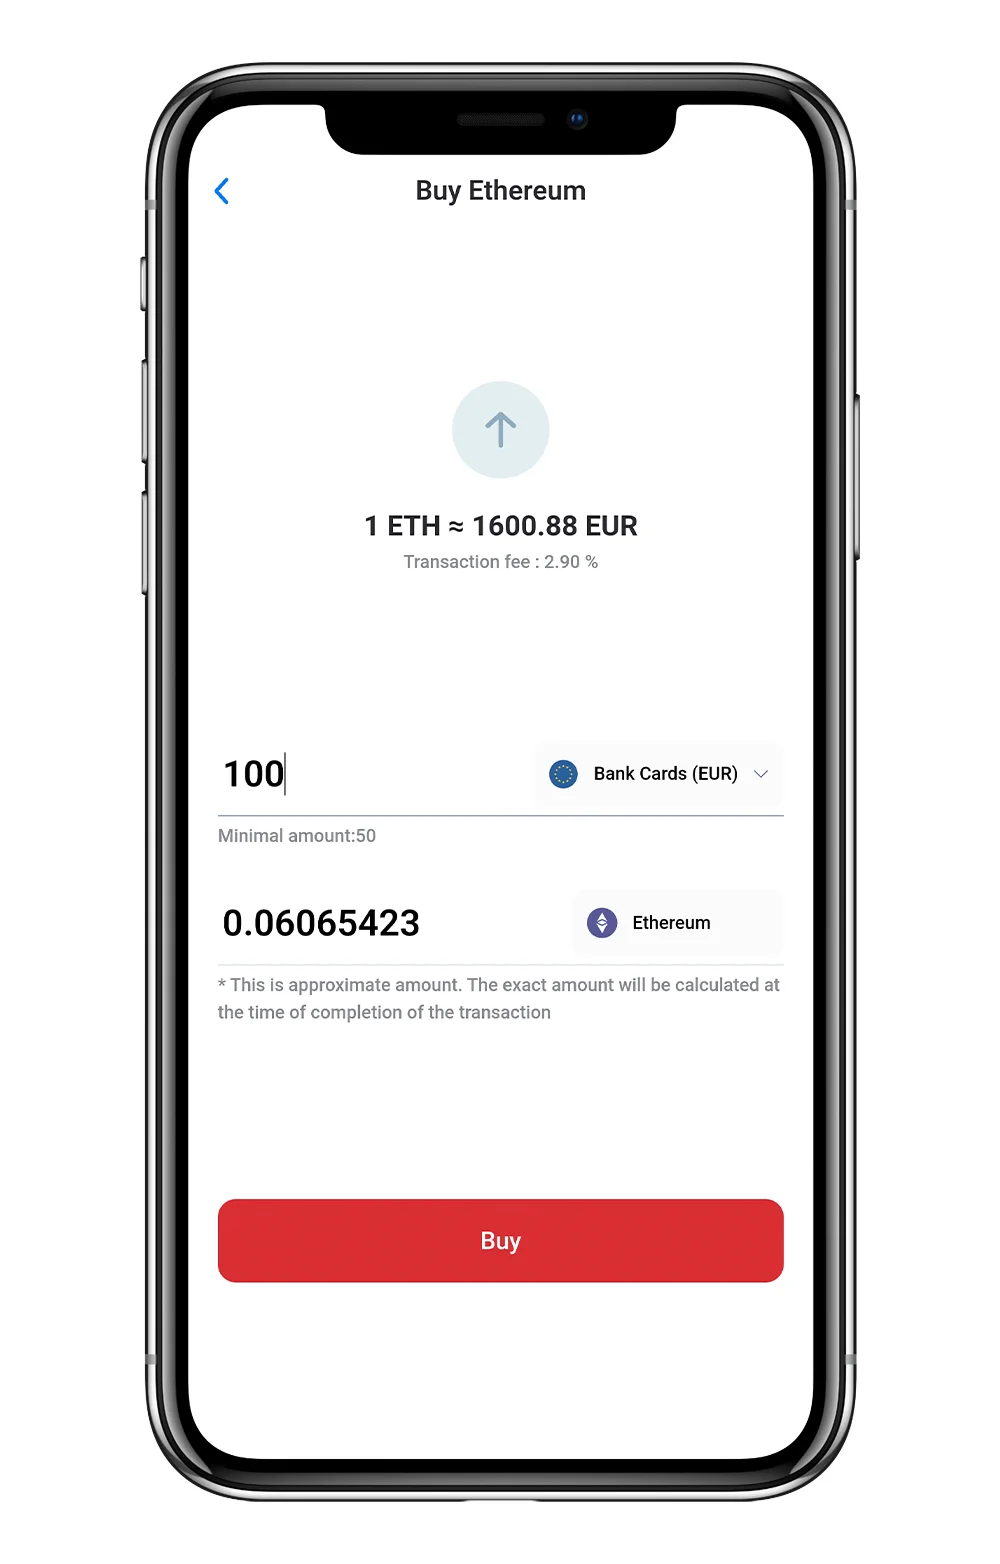 Buy Ethereum
1 ETH ≈ 1600.88 EUR
Transaction fee : 2.90 %
100
Bank Cards (EUR)
Minimal amount:50
0.06065423
Ethereum
* This is approximate amount. The exact amount will be calculated at
the time of completion of the transaction
Buy